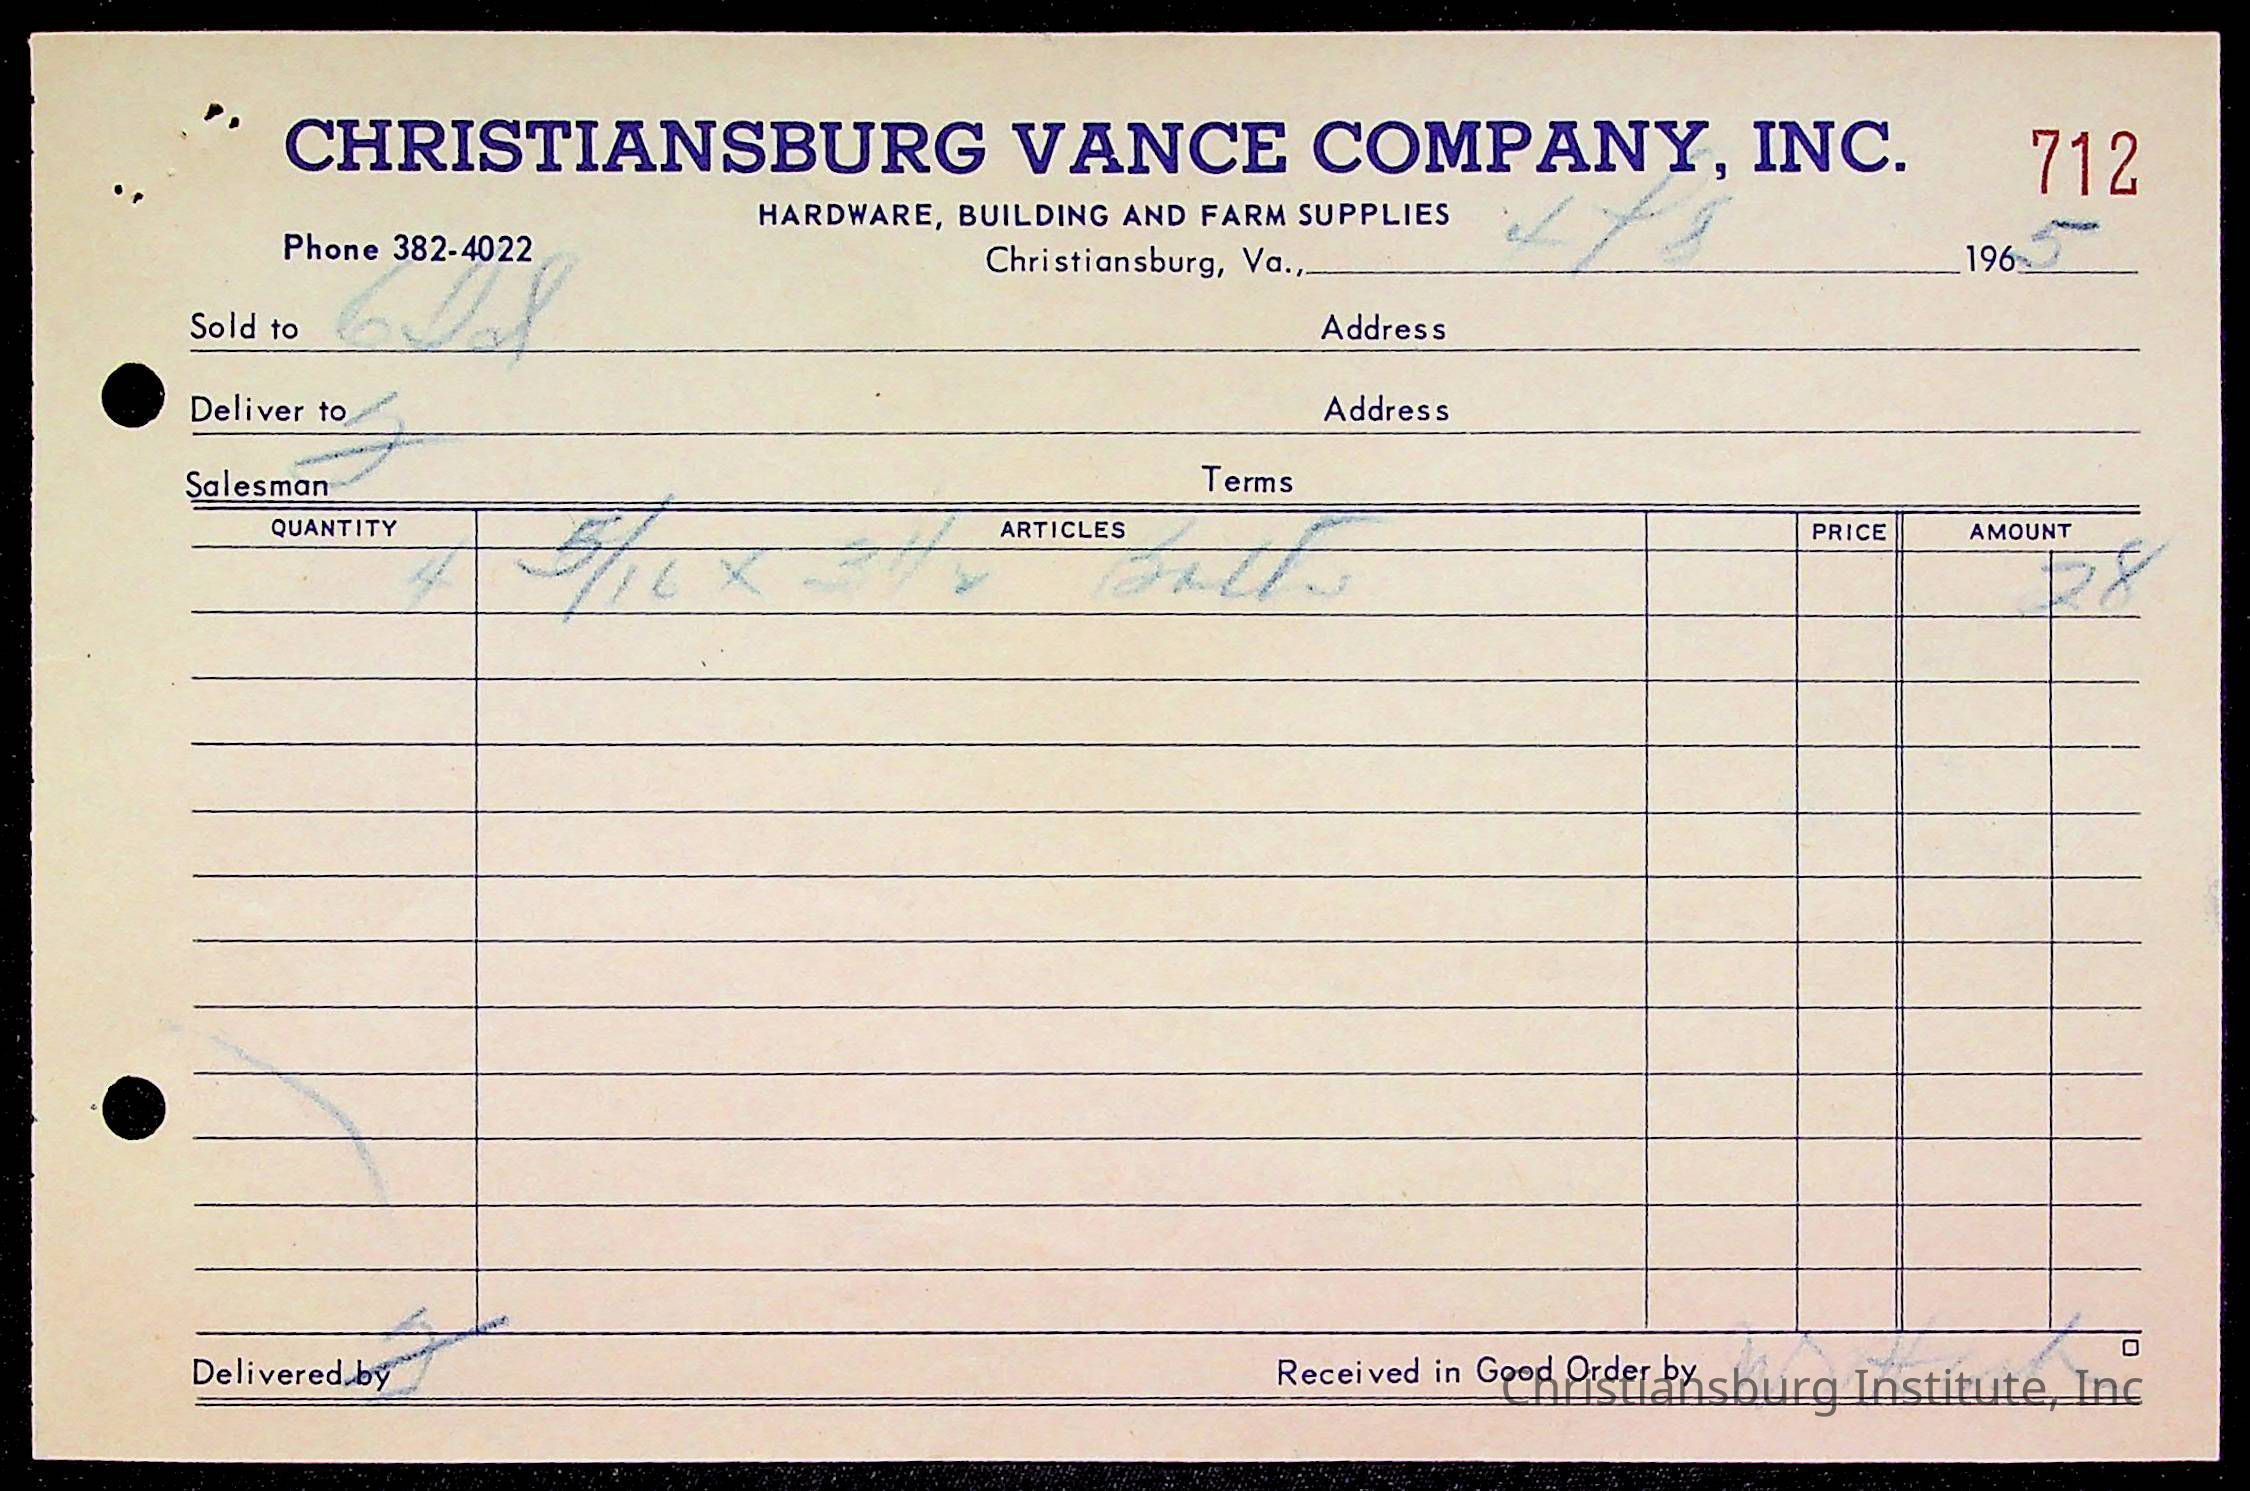 CHRISTIANSBURG VANCE COMPANY, INC. 712
HARDWARE, BUILDING AND FARM SUPPLIES
Phone 382-4022
Christiansburg, Va., 1965
Sold to Address
Deliver to Address
Salesman Terms
QUANTITY ARTICLES PRICE AMOUNT
4 5/16 x 3 1/2 Bolts 28
Delivered by Received in Good Order by
Christiansburg Institute, Inc